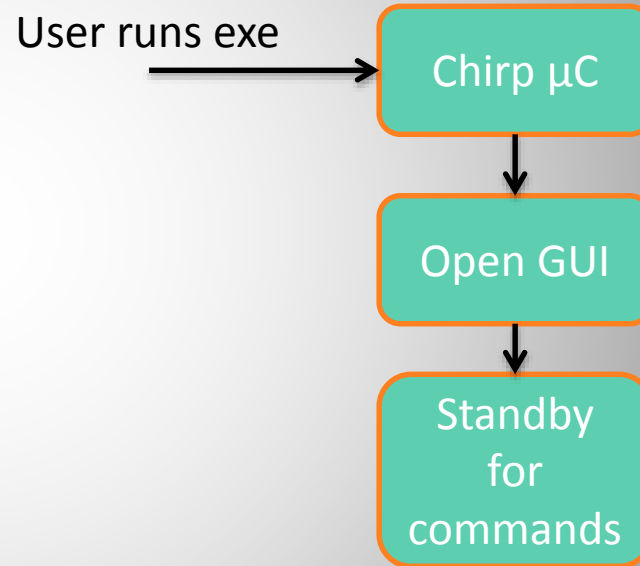 User runs exe
Chirp µC
Open GUI
Standby
for
commands